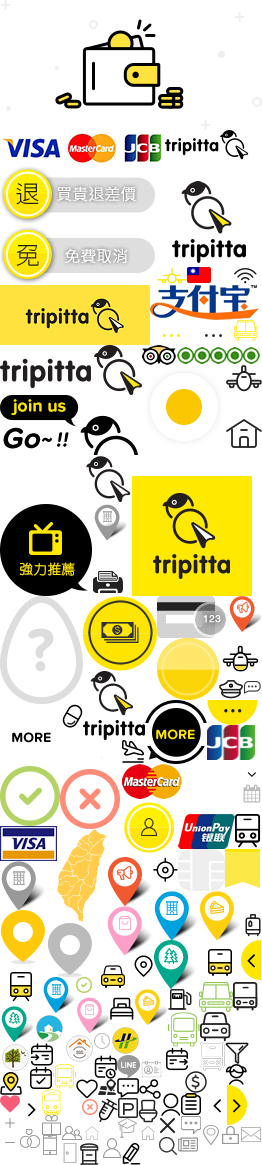 VISA MasterCard JCB tripitta
退 買貴退差價
tripitta
免 免費取消
tripitta
支付宝 TM
tripitta
join us
Go~!!
強力推薦
tripitta
?
$
123
tripitta
MORE
MORE
JCB
MasterCard
VISA
UnionPay
银联
LINE
P
$